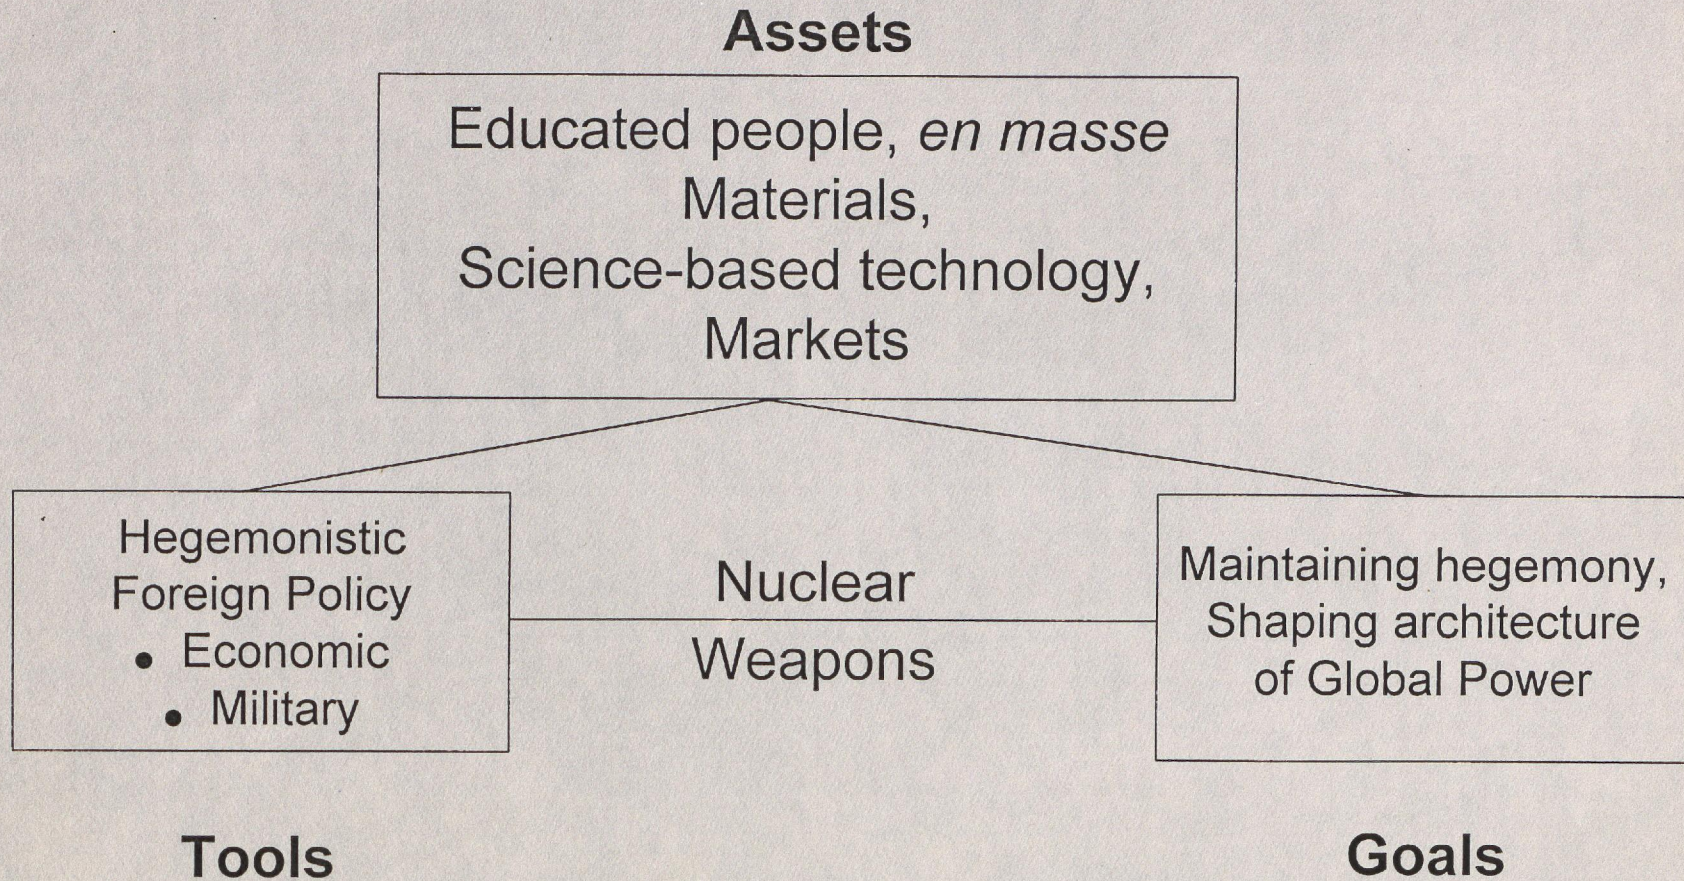 Assets
Educated people, en masse
Materials,
Science-based technology,
Markets
Hegemonistic
Foreign Policy
• Economic
• Military
Nuclear
Weapons
Maintaining hegemony,
Shaping architecture
of Global Power
Tools
Goals